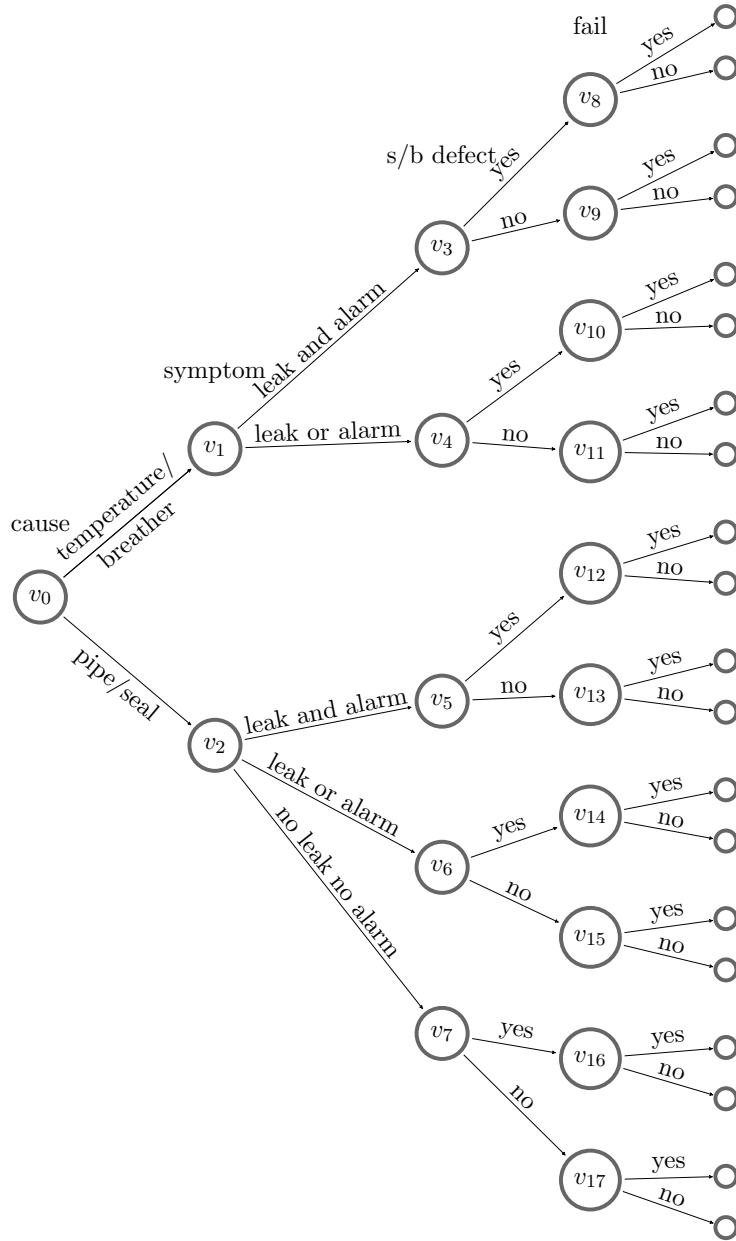 fail
yes
no
v8
s/b defect
yes
yes
no
v9
no
v3
leak and alarm
yes
no
v10
symptom
yes
leak or alarm
v1
v4
no
yes
no
v11
temperature/
breather
cause
v0
pipe/seal
yes
no
v12
yes
leak and alarm
v5
no
yes
no
v13
v2
leak or alarm
yes
no
v14
yes
v6
no
yes
no
v15
no leak no alarm
v7
yes
yes
no
v16
no
yes
no
v17